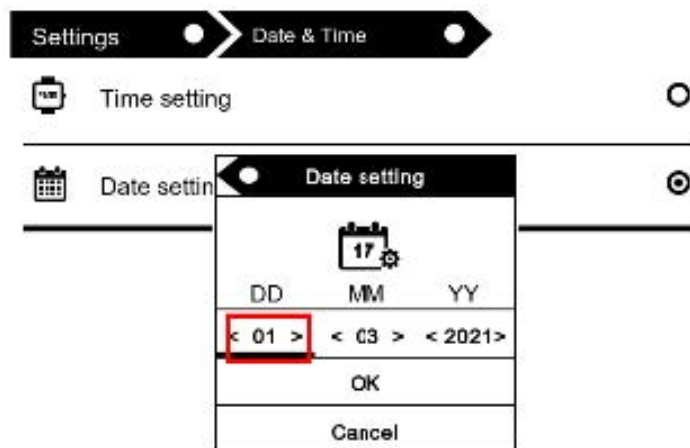 Settings Date & Time
Time setting
Date settin
Date setting
17
DD MM YY
< 01 > < 03 > < 2021>
OK
Cancel